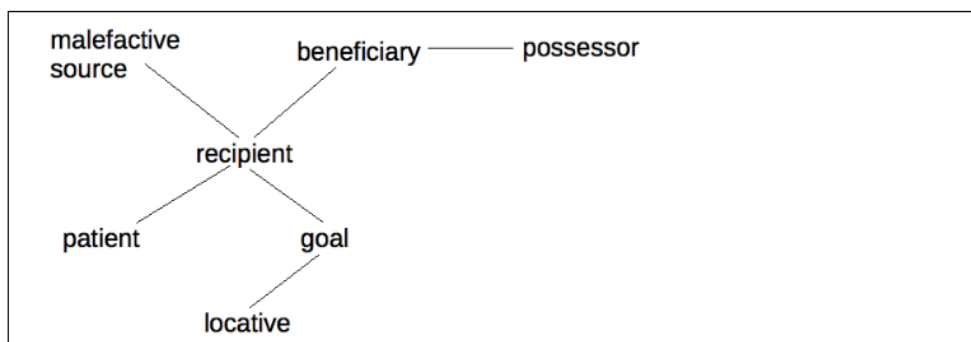 malefactive
source
beneficiary
possessor
recipient
patient
goal
locative